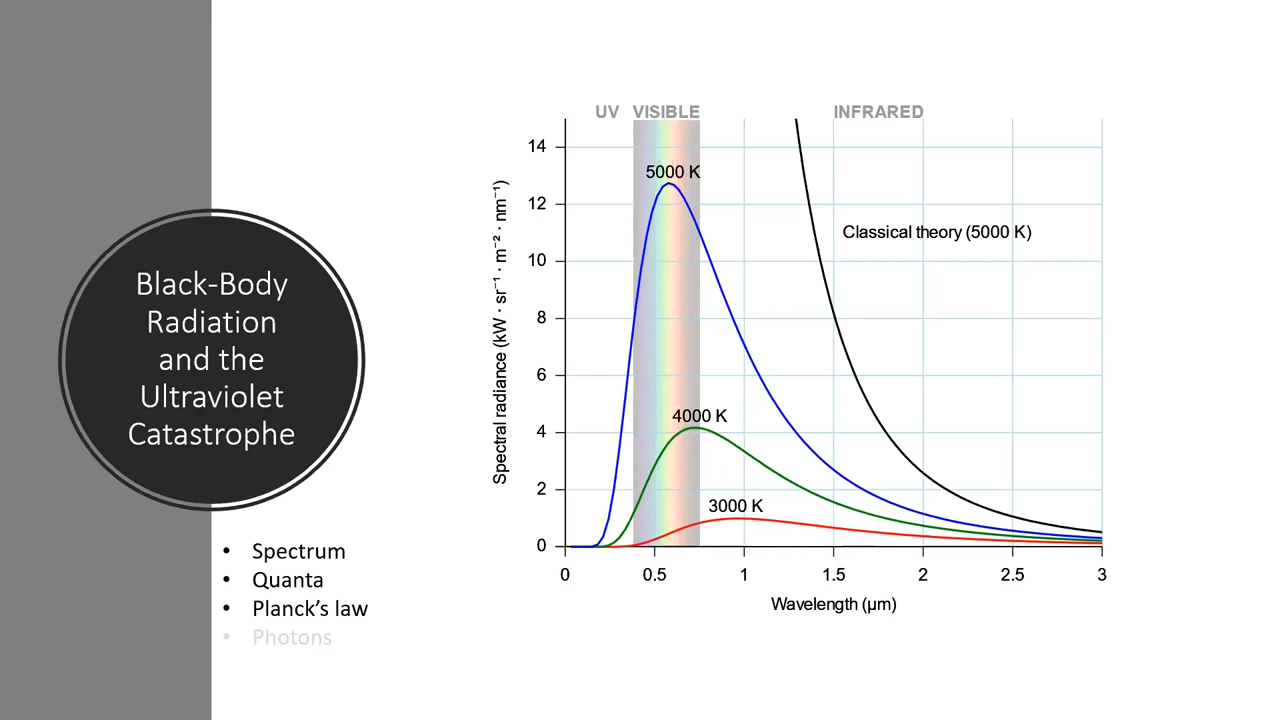 Black-Body
Radiation
and the
Ultraviolet
Catastrophe
• Spectrum
• Quanta
• Planck’s law
• Photons
UV VISIBLE INFRARED
14
12
10
8
6
4
2
0
Spectral radiance (kW · sr⁻¹ · m⁻² · nm⁻¹)
5000 K
Classical theory (5000 K)
4000 K
3000 K
0 0.5 1 1.5 2 2.5 3
Wavelength (μm)